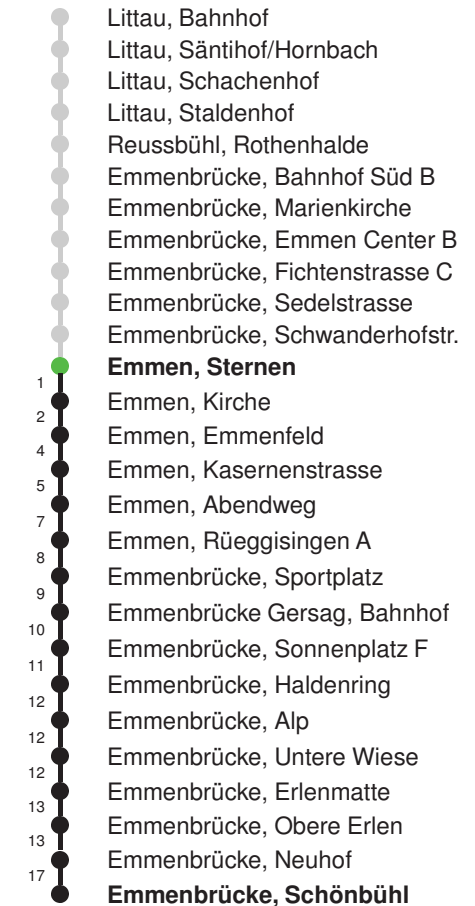 Littau, Bahnhof
Littau, Säntihof/Hornbach
Littau, Schachenhof
Littau, Staldenhof
Reussbühl, Rothenhalde
Emmenbrücke, Bahnhof Süd B
Emmenbrücke, Marienkirche
Emmenbrücke, Emmen Center B
Emmenbrücke, Fichtenstrasse C
Emmenbrücke, Sedelstrasse
Emmenbrücke, Schwanderhofstr.
Emmen, Sternen
1
Emmen, Kirche
2
Emmen, Emmenfeld
4
Emmen, Kasernenstrasse
5
Emmen, Abendweg
7
Emmen, Rüeggisingen A
8
Emmenbrücke, Sportplatz
9
Emmenbrücke Gersag, Bahnhof
10
Emmenbrücke, Sonnenplatz F
11
Emmenbrücke, Haldenring
12
Emmenbrücke, Alp
12
Emmenbrücke, Untere Wiese
12
Emmenbrücke, Erlenmatte
13
Emmenbrücke, Obere Erlen
13
Emmenbrücke, Neuhof
17
Emmenbrücke, Schönbühl